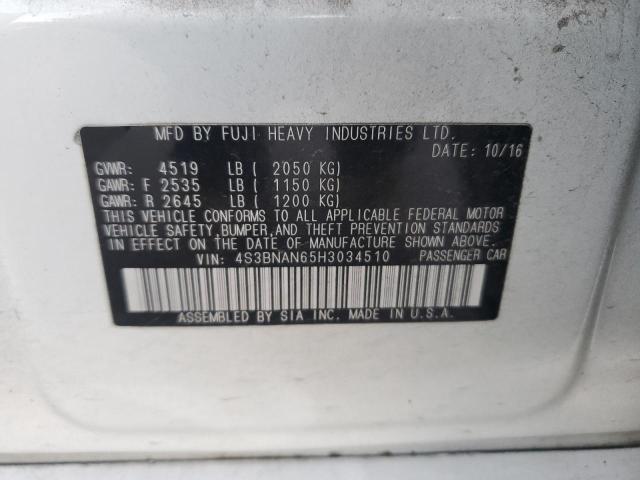 MFD BY FUJI HEAVY INDUSTRIES LTD.
DATE: 10/16
GVWR: 4519 LB ( 2050 KG)
GAWR: F 2535 LB ( 1150 KG)
GAWR: R 2645 LB ( 1200 KG)
THIS VEHICLE CONFORMS TO ALL APPLICABLE FEDERAL MOTOR
VEHICLE SAFETY, BUMPER, AND THEFT PREVENTION STANDARDS
IN EFFECT ON THE DATE OF MANUFACTURE SHOWN ABOVE.
VIN: 4S3BNAN65H3034510 PASSENGER CAR
ASSEMBLED BY SIA INC. MADE IN U.S.A.